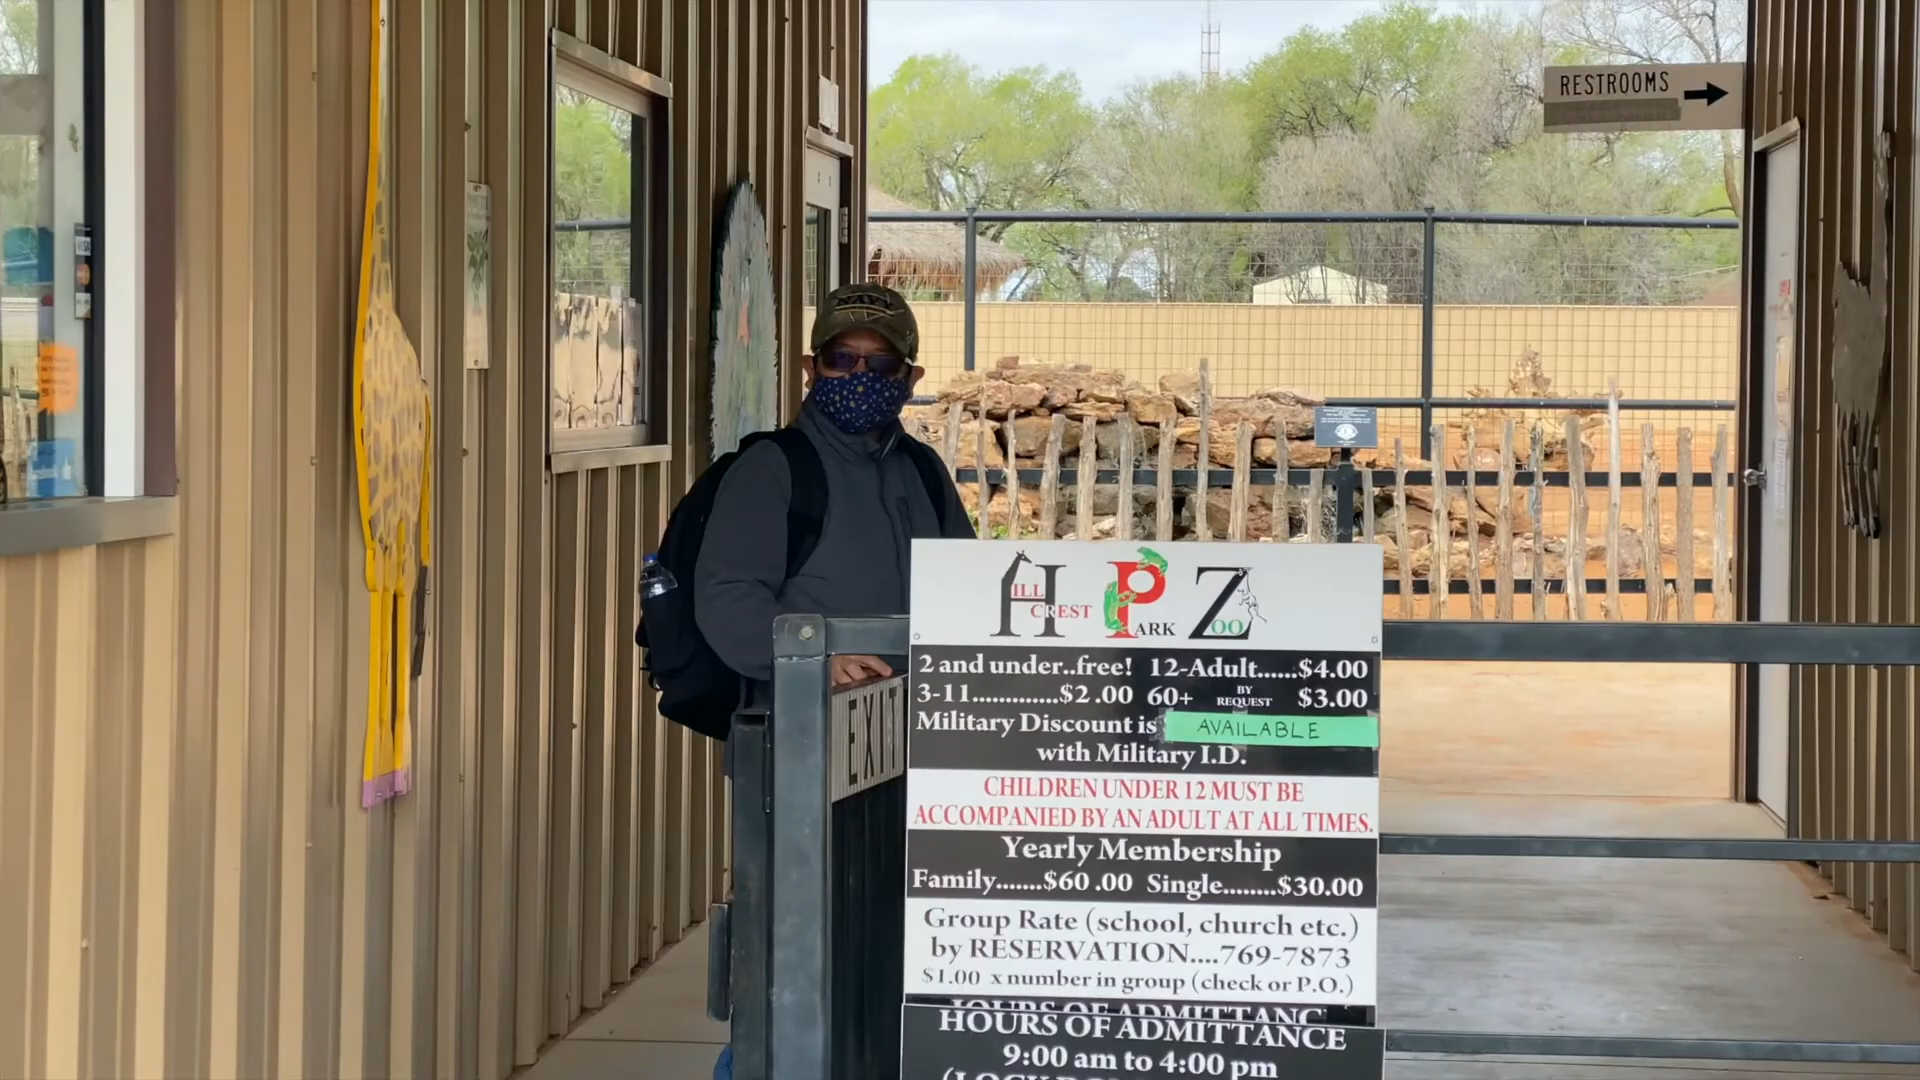 RESTROOMS
NAVY
HILL
CREST
PARK
ZOO
2 and under..free! 12-Adult......$4.00
3-11.............$2.00 60+ BY REQUEST $3.00
Military Discount is AVAILABLE
with Military I.D.
CHILDREN UNDER 12 MUST BE
ACCOMPANIED BY AN ADULT AT ALL TIMES.
Yearly Membership
Family.......$60.00 Single........$30.00
Group Rate (school, church etc.)
by RESERVATION....769-7873
$1.00 x number in group (check or P.O.)
HOURS OF ADMITTANCE
HOURS OF ADMITTANCE
9:00 am to 4:00 pm
EXIT